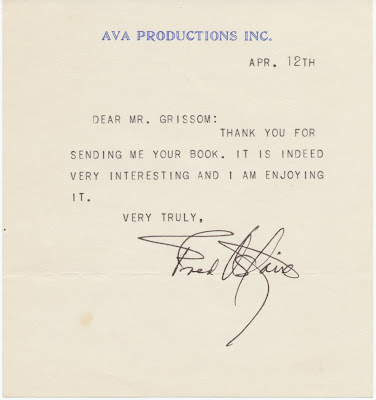 AVA PRODUCTIONS INC.
APR. 12TH
DEAR MR. GRISSOM:
THANK YOU FOR
SENDING ME YOUR BOOK. IT IS INDEED
VERY INTERESTING AND I AM ENJOYING
IT.
VERY TRULY,
Fred Astaire